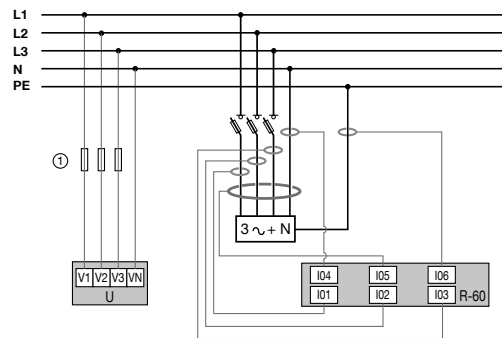 L1
L2
L3
N
PE
1
3 ∿ + N
V1 V2 V3 VN
U
I04 I05 I06
I01 I02 I03
R-60